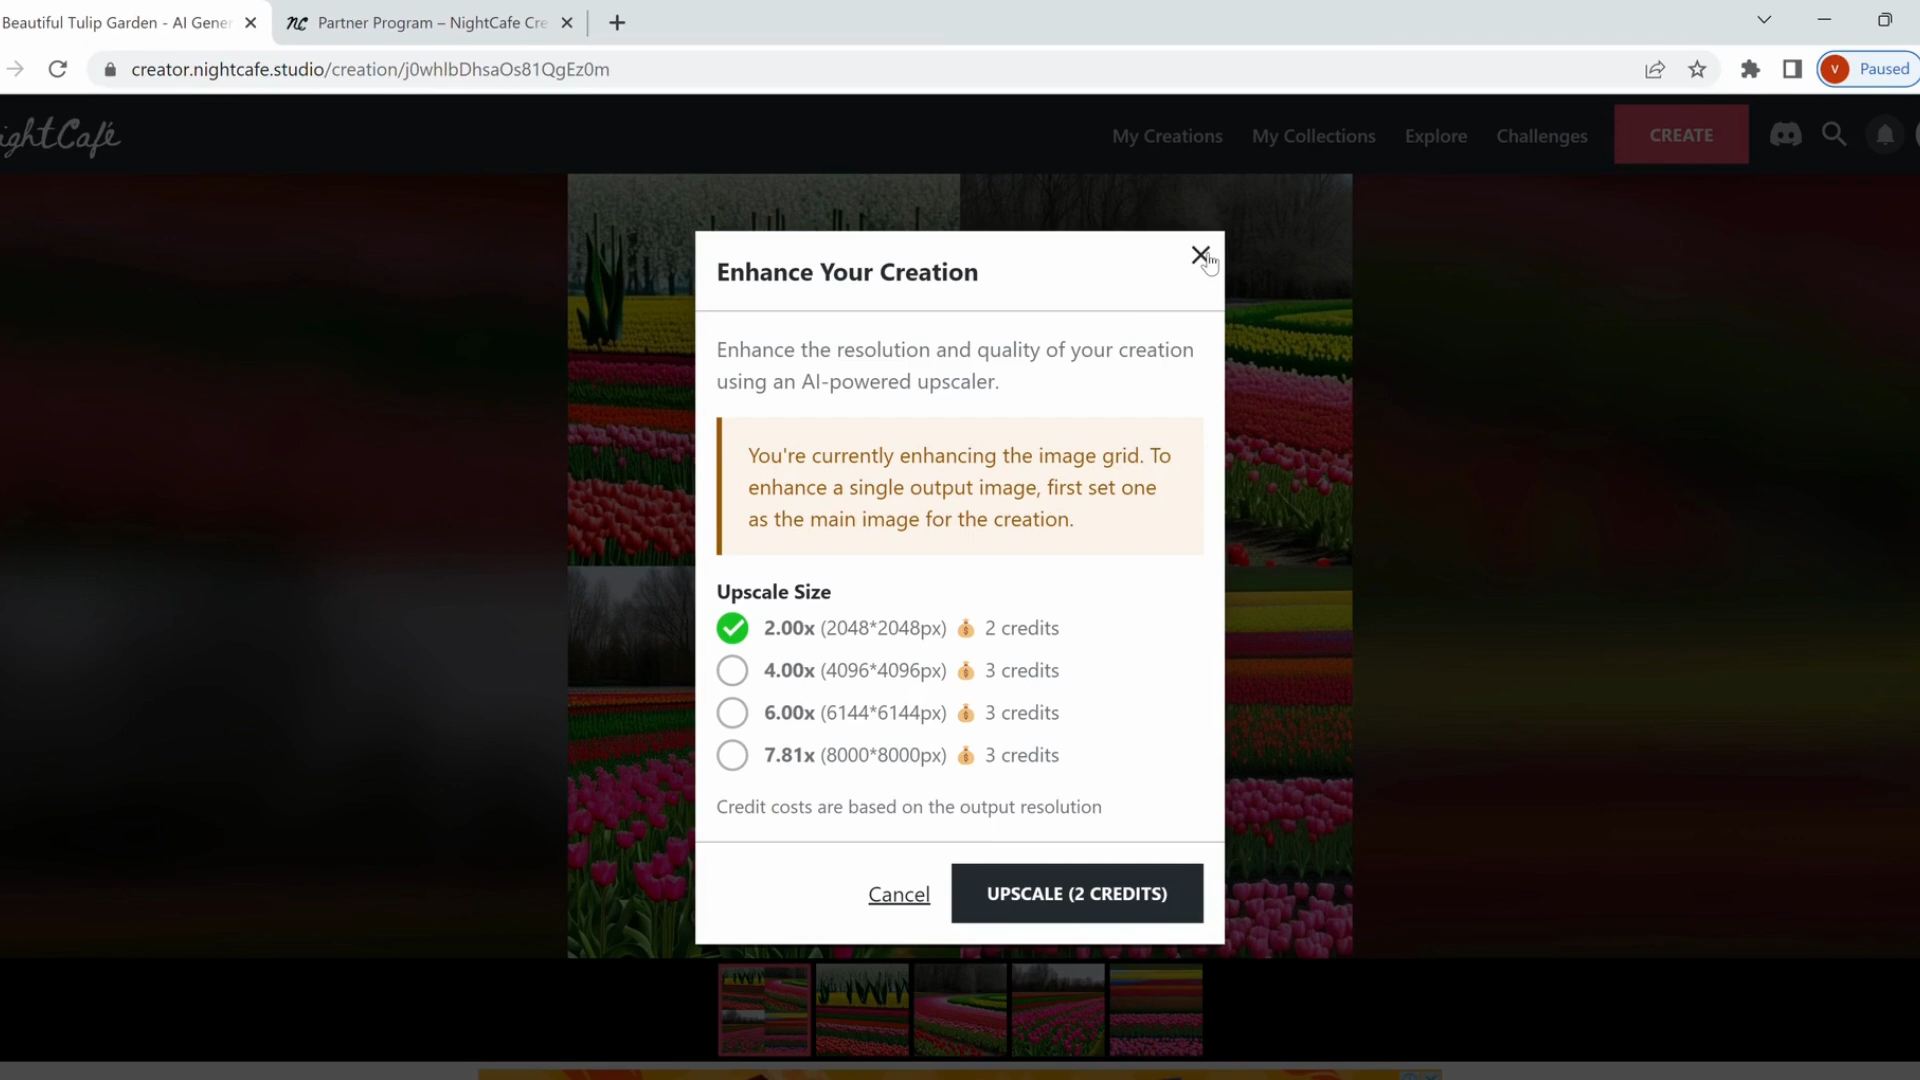 Beautiful Tulip Garden - AI Gener
Partner Program – NightCafe Cre
creator.nightcafe.studio/creation/j0whlbDhsaOs81QgEz0m
V
Paused
ightCafé
My Creations
My Collections
Explore
Challenges
CREATE
Enhance Your Creation
Enhance the resolution and quality of your creation
using an AI-powered upscaler.
You're currently enhancing the image grid. To
enhance a single output image, first set one
as the main image for the creation.
Upscale Size
2.00x (2048*2048px) 2 credits
4.00x (4096*4096px) 3 credits
6.00x (6144*6144px) 3 credits
7.81x (8000*8000px) 3 credits
Credit costs are based on the output resolution
Cancel
UPSCALE (2 CREDITS)